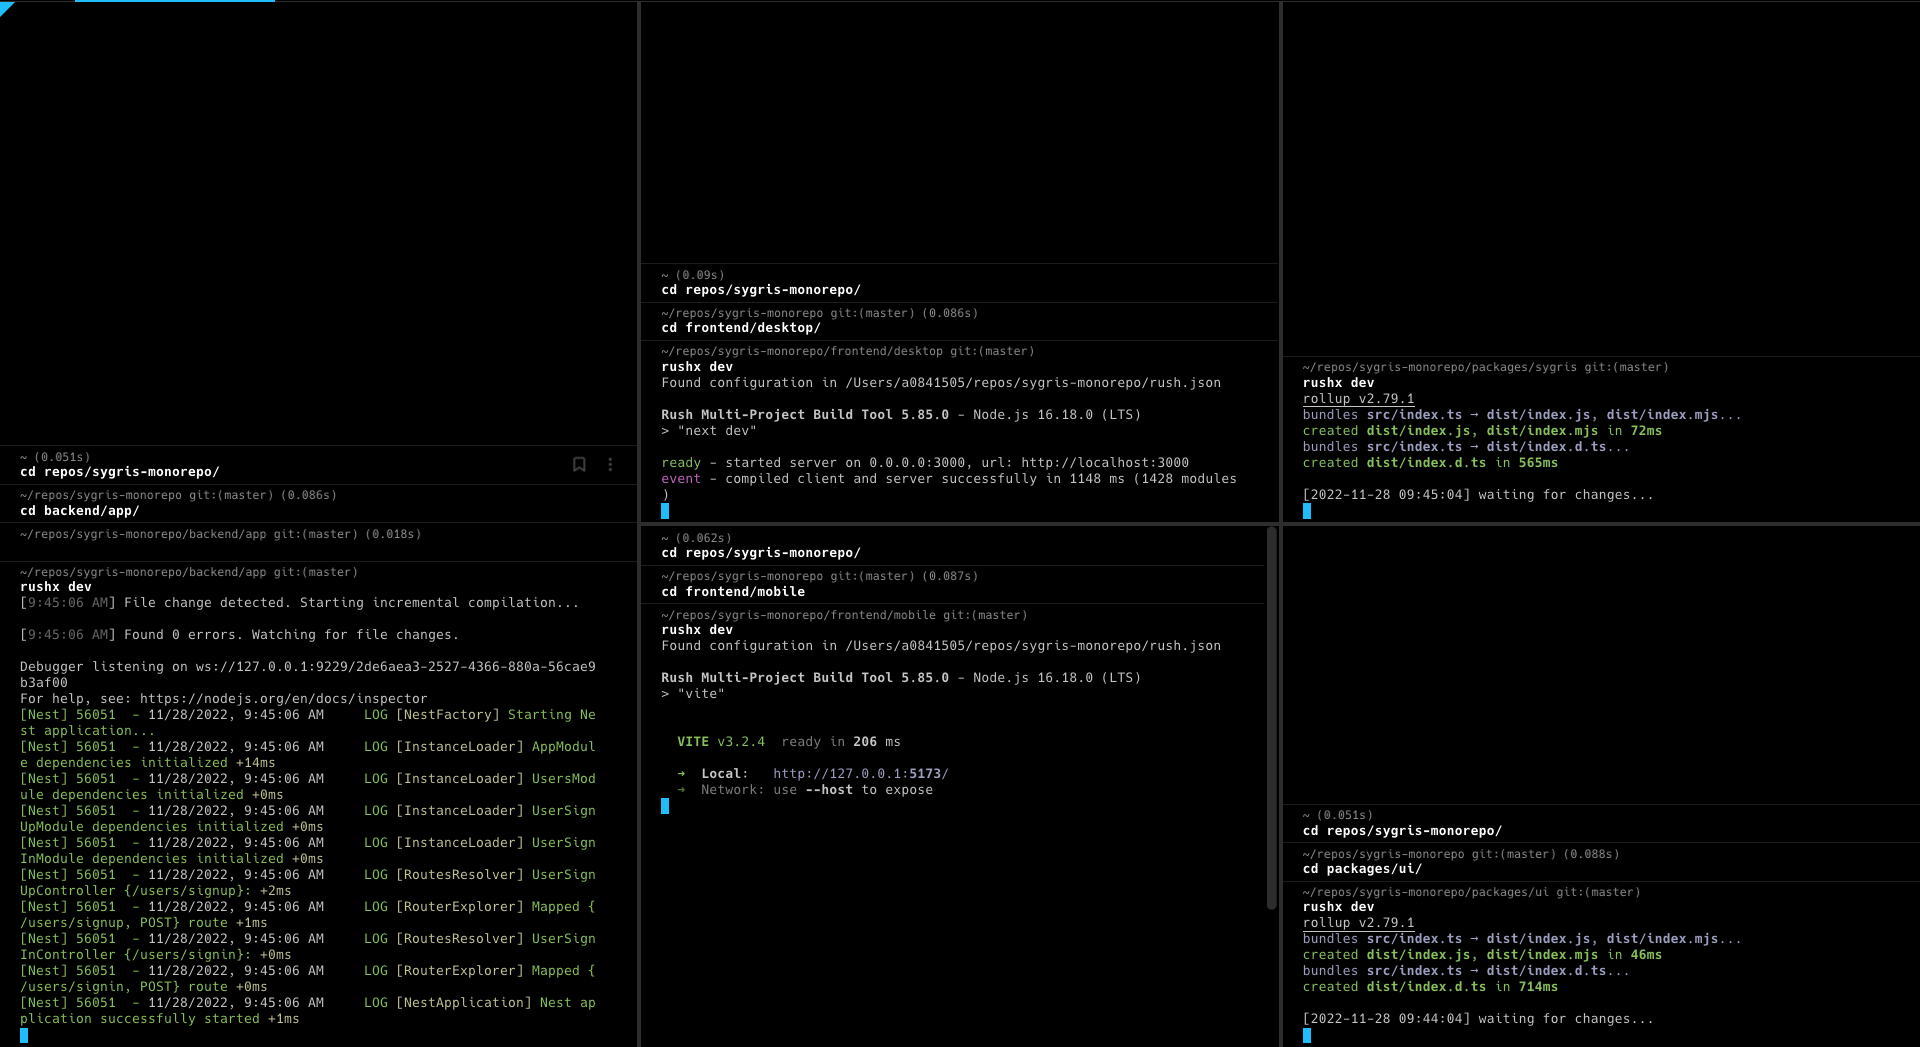 ~ (0.051s)
cd repos/sygris-monorepo/
~/repos/sygris-monorepo git:(master) (0.086s)
cd backend/app/
~/repos/sygris-monorepo/backend/app git:(master) (0.018s)
~/repos/sygris-monorepo/backend/app git:(master)
rushx dev
[9:45:06 AM] File change detected. Starting incremental compilation...
[9:45:06 AM] Found 0 errors. Watching for file changes.
Debugger listening on ws://127.0.0.1:9229/2de6aea3-2527-4366-880a-56cae9
b3af00
For help, see: https://nodejs.org/en/docs/inspector
[Nest] 56051  - 11/28/2022, 9:45:06 AM     LOG [NestFactory] Starting Ne
st application...
[Nest] 56051  - 11/28/2022, 9:45:06 AM     LOG [InstanceLoader] AppModul
e dependencies initialized +14ms
[Nest] 56051  - 11/28/2022, 9:45:06 AM     LOG [InstanceLoader] UsersMod
ule dependencies initialized +0ms
[Nest] 56051  - 11/28/2022, 9:45:06 AM     LOG [InstanceLoader] UserSign
UpModule dependencies initialized +0ms
[Nest] 56051  - 11/28/2022, 9:45:06 AM     LOG [InstanceLoader] UserSign
InModule dependencies initialized +0ms
[Nest] 56051  - 11/28/2022, 9:45:06 AM     LOG [RoutesResolver] UserSign
UpController {/users/signup}: +2ms
[Nest] 56051  - 11/28/2022, 9:45:06 AM     LOG [RouterExplorer] Mapped {
/users/signup, POST} route +1ms
[Nest] 56051  - 11/28/2022, 9:45:06 AM     LOG [RoutesResolver] UserSign
InController {/users/signin}: +0ms
[Nest] 56051  - 11/28/2022, 9:45:06 AM     LOG [RouterExplorer] Mapped {
/users/signin, POST} route +0ms
[Nest] 56051  - 11/28/2022, 9:45:06 AM     LOG [NestApplication] Nest ap
plication successfully started +1ms
~ (0.09s)
cd repos/sygris-monorepo/
~/repos/sygris-monorepo git:(master) (0.086s)
cd frontend/desktop/
~/repos/sygris-monorepo/frontend/desktop git:(master)
rushx dev
Found configuration in /Users/a0841505/repos/sygris-monorepo/rush.json
Rush Multi-Project Build Tool 5.85.0 - Node.js 16.18.0 (LTS)
> "next dev"
ready - started server on 0.0.0.0:3000, url: http://localhost:3000
event - compiled client and server successfully in 1148 ms (1428 modules
)
~ (0.062s)
cd repos/sygris-monorepo/
~/repos/sygris-monorepo git:(master) (0.087s)
cd frontend/mobile
~/repos/sygris-monorepo/frontend/mobile git:(master)
rushx dev
Found configuration in /Users/a0841505/repos/sygris-monorepo/rush.json
Rush Multi-Project Build Tool 5.85.0 - Node.js 16.18.0 (LTS)
> "vite"
VITE v3.2.4  ready in 206 ms
➜  Local:   http://127.0.0.1:5173/
➜  Network: use --host to expose
~/repos/sygris-monorepo/packages/sygris git:(master)
rushx dev
rollup v2.79.1
bundles src/index.ts → dist/index.js, dist/index.mjs...
created dist/index.js, dist/index.mjs in 72ms
bundles src/index.ts → dist/index.d.ts...
created dist/index.d.ts in 565ms
[2022-11-28 09:45:04] waiting for changes...
~ (0.051s)
cd repos/sygris-monorepo/
~/repos/sygris-monorepo git:(master) (0.088s)
cd packages/ui/
~/repos/sygris-monorepo/packages/ui git:(master)
rushx dev
rollup v2.79.1
bundles src/index.ts → dist/index.js, dist/index.mjs...
created dist/index.js, dist/index.mjs in 46ms
bundles src/index.ts → dist/index.d.ts...
created dist/index.d.ts in 714ms
[2022-11-28 09:44:04] waiting for changes...